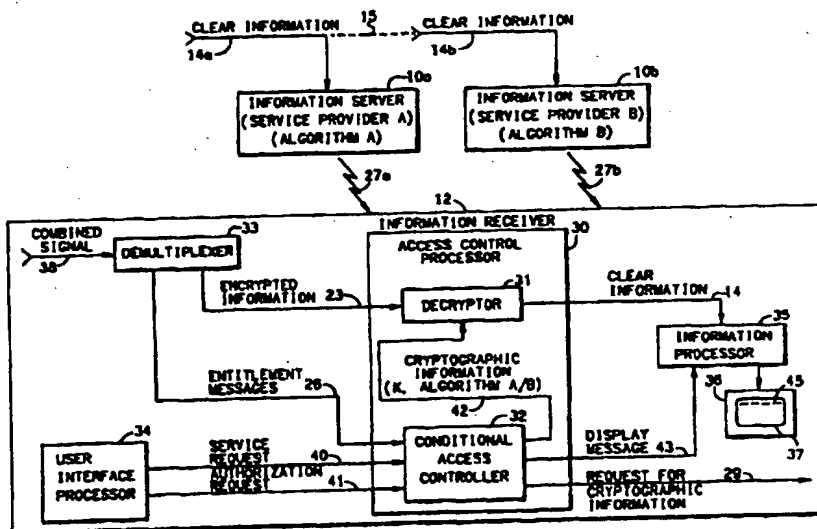 CLEAR INFORMATION
15
CLEAR INFORMATION
14a
14b
10a
10b
INFORMATION SERVER
(SERVICE PROVIDER A)
(ALGORITHM A)
INFORMATION SERVER
(SERVICE PROVIDER B)
(ALGORITHM B)
27a
27b
12
INFORMATION RECEIVER
30
COMBINED
SIGNAL
38
33
DEMULTIPLEXER
ACCESS CONTROL
PROCESSOR
ENCRYPTED
INFORMATION 23
31
DECRYPTOR
CLEAR
INFORMATION
14
35
INFORMATION
PROCESSOR
36
45
37
CRYPTOGRAPHIC
INFORMATION
(K, ALGORITHM A/B)
42
ENTITLEMENT
MESSAGES
26
32
CONDITIONAL
ACCESS
CONTROLLER
34
USER
INTERFACE
PROCESSOR
SERVICE
REQUEST
40
AUTHORIZATION
REQUEST
41
DISPLAY
MESSAGE 43
REQUEST FOR 29
CRYPTOGRAPHIC
INFORMATION